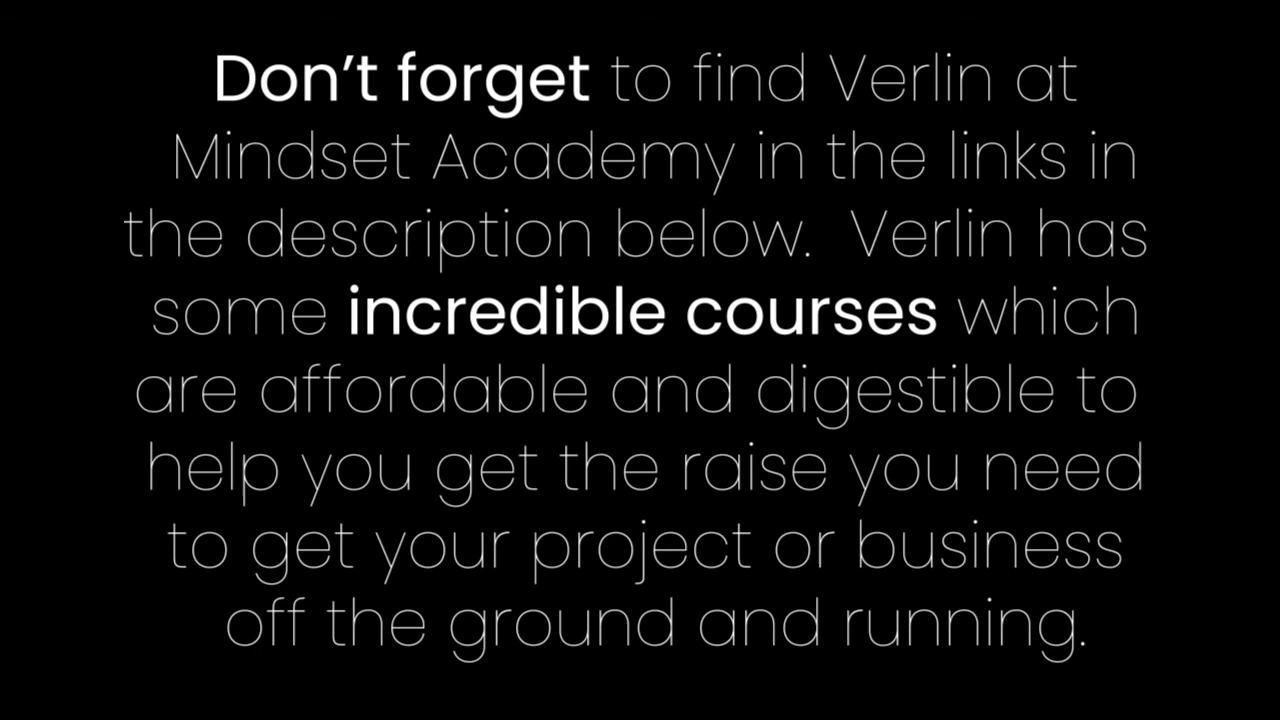 Don’t forget to find Verlin at
Mindset Academy in the links in
the description below.  Verlin has
some incredible courses which
are affordable and digestible to
help you get the raise you need
to get your project or business
off the ground and running.